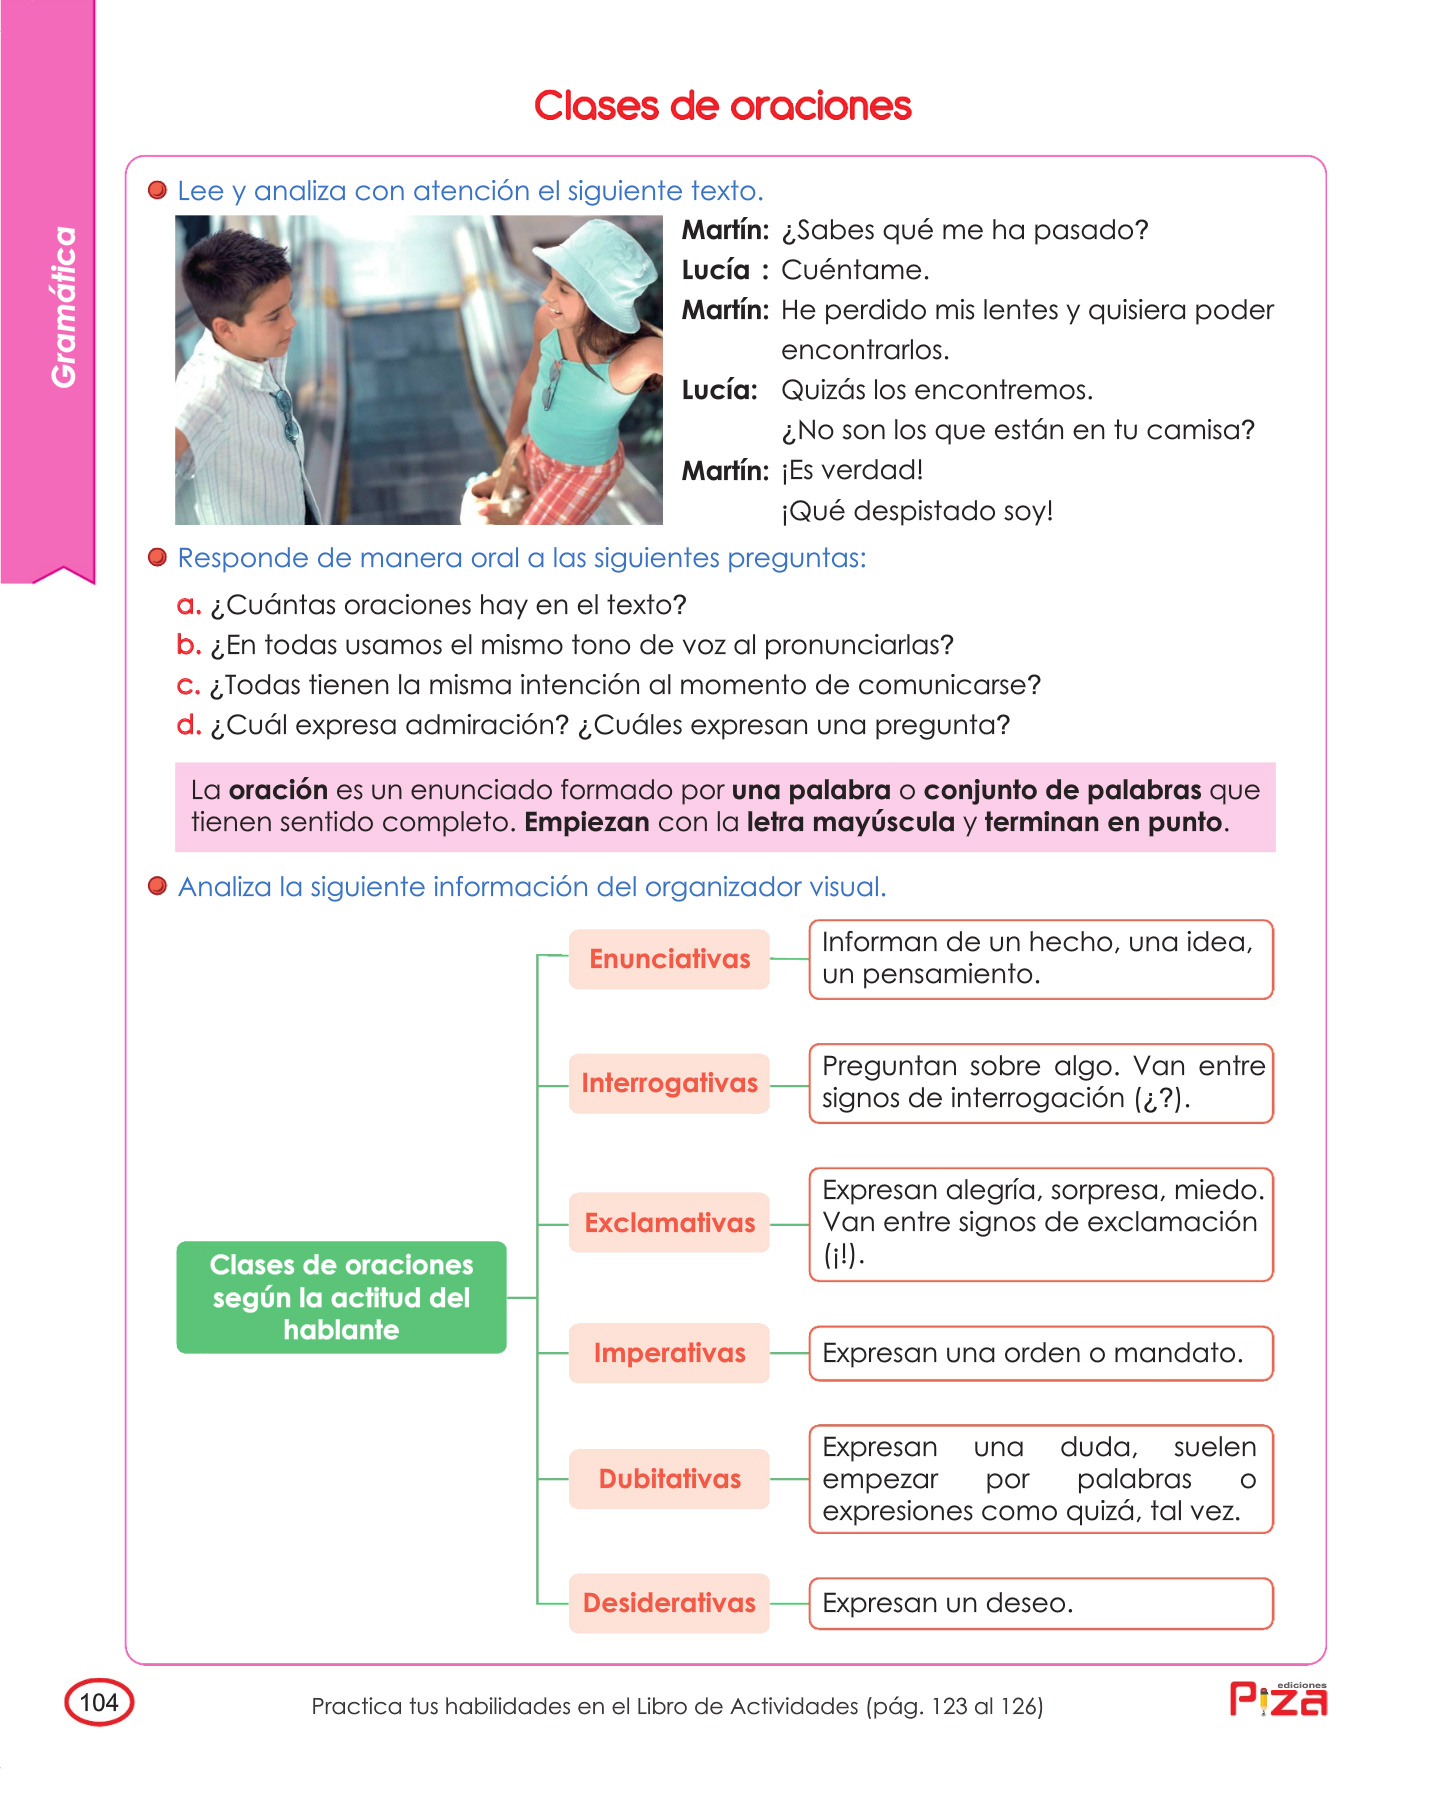 Gramática
Clases de oraciones
Lee y analiza con atención el siguiente texto.
Martín: ¿Sabes qué me ha pasado?
Lucía : Cuéntame.
Martín: He perdido mis lentes y quisiera poder
encontrarlos.
Lucía: Quizás los encontremos.
¿No son los que están en tu camisa?
Martín: ¡Es verdad!
¡Qué despistado soy!
Responde de manera oral a las siguientes preguntas:
a. ¿Cuántas oraciones hay en el texto?
b. ¿En todas usamos el mismo tono de voz al pronunciarlas?
c. ¿Todas tienen la misma intención al momento de comunicarse?
d. ¿Cuál expresa admiración? ¿Cuáles expresan una pregunta?
La oración es un enunciado formado por una palabra o conjunto de palabras que
tienen sentido completo. Empiezan con la letra mayúscula y terminan en punto.
Analiza la siguiente información del organizador visual.
Clases de oraciones
según la actitud del
hablante
Enunciativas
Informan de un hecho, una idea,
un pensamiento.
Interrogativas
Preguntan sobre algo. Van entre
signos de interrogación (¿?).
Exclamativas
Expresan alegría, sorpresa, miedo.
Van entre signos de exclamación
(¡!).
Imperativas
Expresan una orden o mandato.
Dubitativas
Expresan una duda, suelen
empezar por palabras o
expresiones como quizá, tal vez.
Desiderativas
Expresan un deseo.
104
Practica tus habilidades en el Libro de Actividades (pág. 123 al 126)
ediciones
Piza